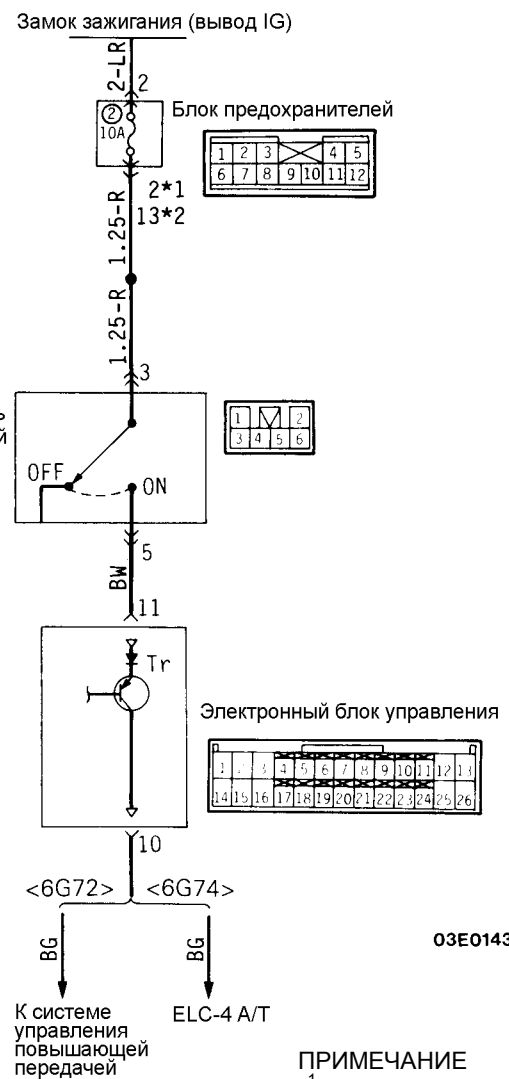 Замок зажигания (вывод IG)
2-LR
2
2
10A
Блок предохранителей
1 2 3 4 5
6 7 8 9 10 11 12
2*1
13*2
1.25-R
1.25-R
3
1 2
3 4 5 6
OFF
ON
5
BW
11
Tr
Электронный блок управления
1 2 3 4 5 6 7 8 9 10 11 12 13
14 15 16 17 18 19 20 21 22 23 24 25 26
10
<6G72> <6G74>
BG BG
03E0143
К системе
управления
повышающей
передачей
ELC-4 A/T
ПРИМЕЧАНИЕ
1